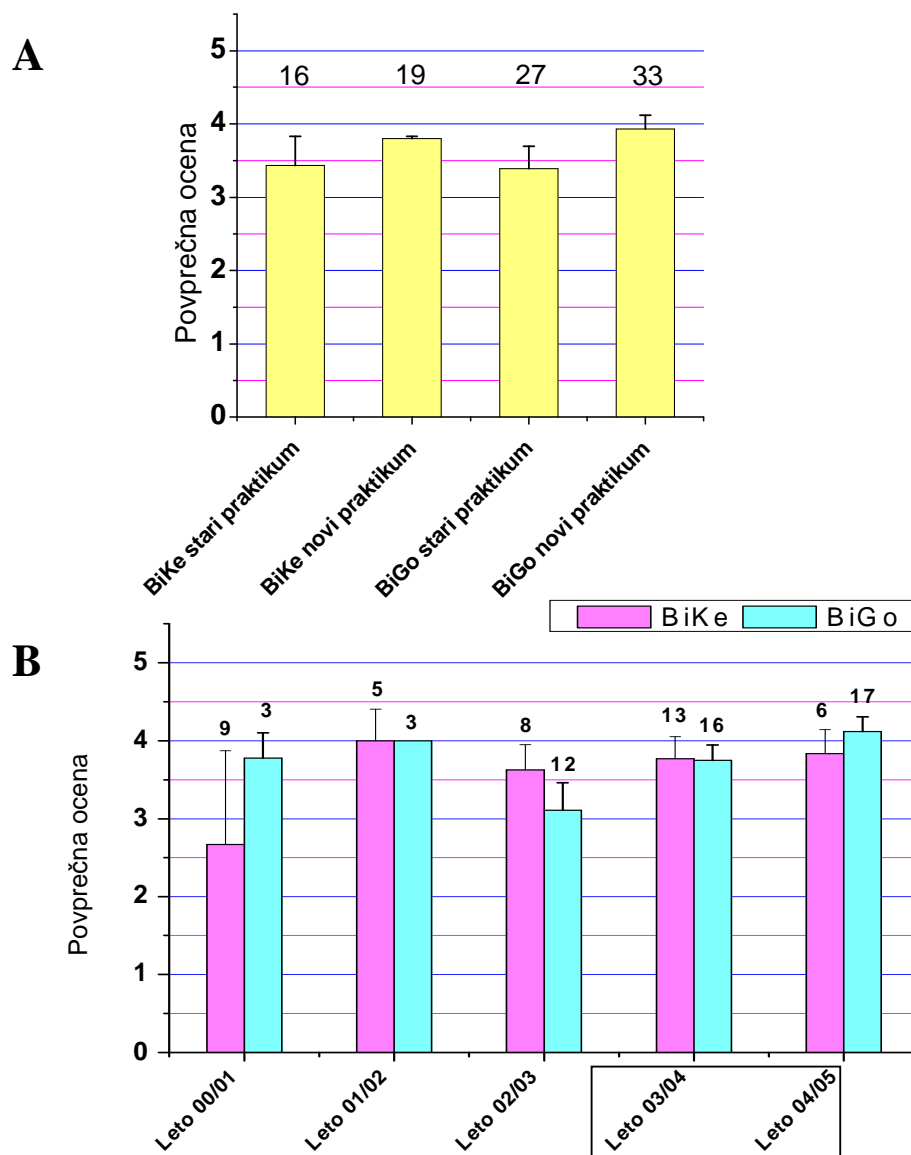 A
Povprečna ocena
5
4
3
2
1
0
16 19 27 33
BiKe stari praktikum
BiKe novi praktikum
BiGo stari praktikum
BiGo novi praktikum
BiKe BiGo
B
Povprečna ocena
5
4
3
2
1
0
9 3 5 3 8 12 13 16 6 17
Leto 00/01
Leto 01/02
Leto 02/03
Leto 03/04
Leto 04/05